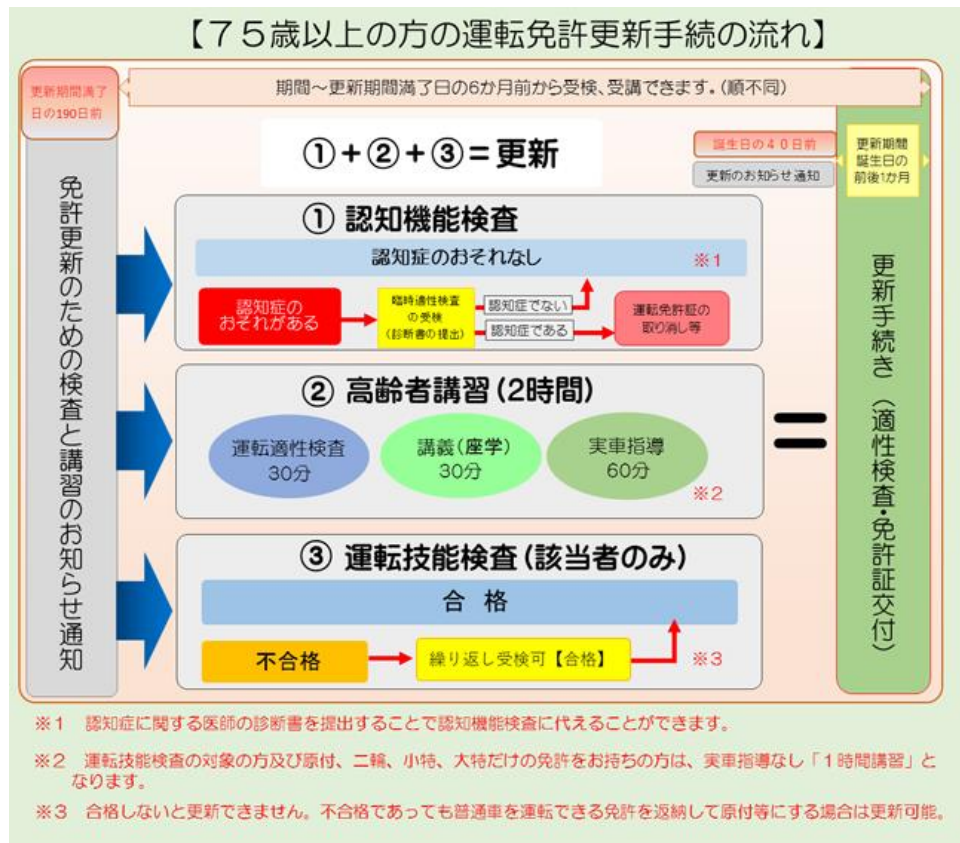 【７５歳以上の方の運転免許更新手続の流れ】
更新期間満了
日の190日前
期間～更新期間満了日の6か月前から受検、受講できます。(順不同)
①+②+③=更新
誕生日の４０日前
更新のお知らせ通知
更新期間
誕生日の
前後1か月
免許更新のための検査と講習のお知らせ通知
① 認知機能検査
認知症のおそれなし
※1
認知症の
おそれがある
臨時適性検査
の受検
(診断書の提出)
認知症でない
認知症である
運転免許証の
取り消し等
② 高齢者講習(2時間)
運転適性検査
30分
講義(座学)
30分
実車指導
60分
※2
③ 運転技能検査(該当者のみ)
合 格
不合格
繰り返し受検可【合格】
※3
=
更新手続き（適性検査・免許証交付）
※１　認知症に関する医師の診断書を提出することで認知機能検査に代えることができます。
※２　運転技能検査の対象の方及び原付、二輪、小特、大特だけの免許をお持ちの方は、実車指導なし「１時間講習」と
なります。
※３　合格しないと更新できません。不合格であっても普通車を運転できる免許を返納して原付等にする場合は更新可能。